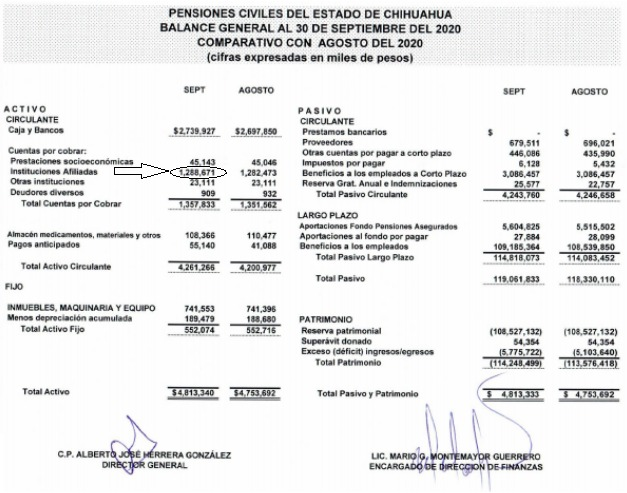 PENSIONES CIVILES DEL ESTADO DE CHIHUAHUA
BALANCE GENERAL AL 30 DE SEPTIEMBRE DEL 2020
COMPARATIVO CON AGOSTO DEL 2020
(cifras expresadas en miles de pesos)
SEPT AGOSTO
ACTIVO
CIRCULANTE
Caja y Bancos $2,739,927 $2,697,850
Cuentas por cobrar:
Prestaciones socioeconómicas 45,143 45,046
Instituciones Afiliadas 1,288,671 1,282,473
Otras instituciones 23,111 23,111
Deudores diversos 909 932
Total Cuentas por Cobrar 1,357,833 1,351,562
Almacén medicamentos, materiales y otros 108,366 110,477
Pagos anticipados 55,140 41,088
Total Activo Circulante 4,261,266 4,200,977
FIJO
INMUEBLES, MAQUINARIA Y EQUIPO 741,553 741,396
Menos depreciación acumulada 189,479 188,680
Total Activo Fijo 552,074 552,716
Total Activo $4,813,340 $4,753,692
SEPT AGOSTO
PASIVO
CIRCULANTE
Prestamos bancarios $ - $ -
Proveedores 679,511 696,021
Otras cuentas por pagar a corto plazo 446,086 435,990
Impuestos por pagar 6,128 5,432
Beneficios a los empleados a Corto Plazo 3,086,457 3,086,457
Reserva Grat. Anual e Indemnizaciones 25,577 22,757
Total Pasivo Circulante 4,243,760 4,246,658
LARGO PLAZO
Aportaciones Fondo Pensiones Asegurados 5,604,825 5,515,502
Aportaciones al fondo por pagar 27,884 28,099
Beneficios a los empleados 109,185,364 108,539,850
Total Pasivo Largo Plazo 114,818,073 114,083,452
Total Pasivo 119,061,833 118,330,110
PATRIMONIO
Reserva patrimonial (108,527,132) (108,527,132)
Superávit donado 54,354 54,354
Exceso (déficit) ingresos/egresos (5,775,722) (5,103,640)
Total Patrimonio (114,248,499) (113,576,418)
Total Pasivo y Patrimonio $ 4,813,333 $ 4,753,692
C.P. ALBERTO JOSÉ HERRERA GONZÁLEZ
DIRECTOR GENERAL
LIC. MARIO G. MONTEMAYOR GUERRERO
ENCARGADO DE DIRECCION DE FINANZAS